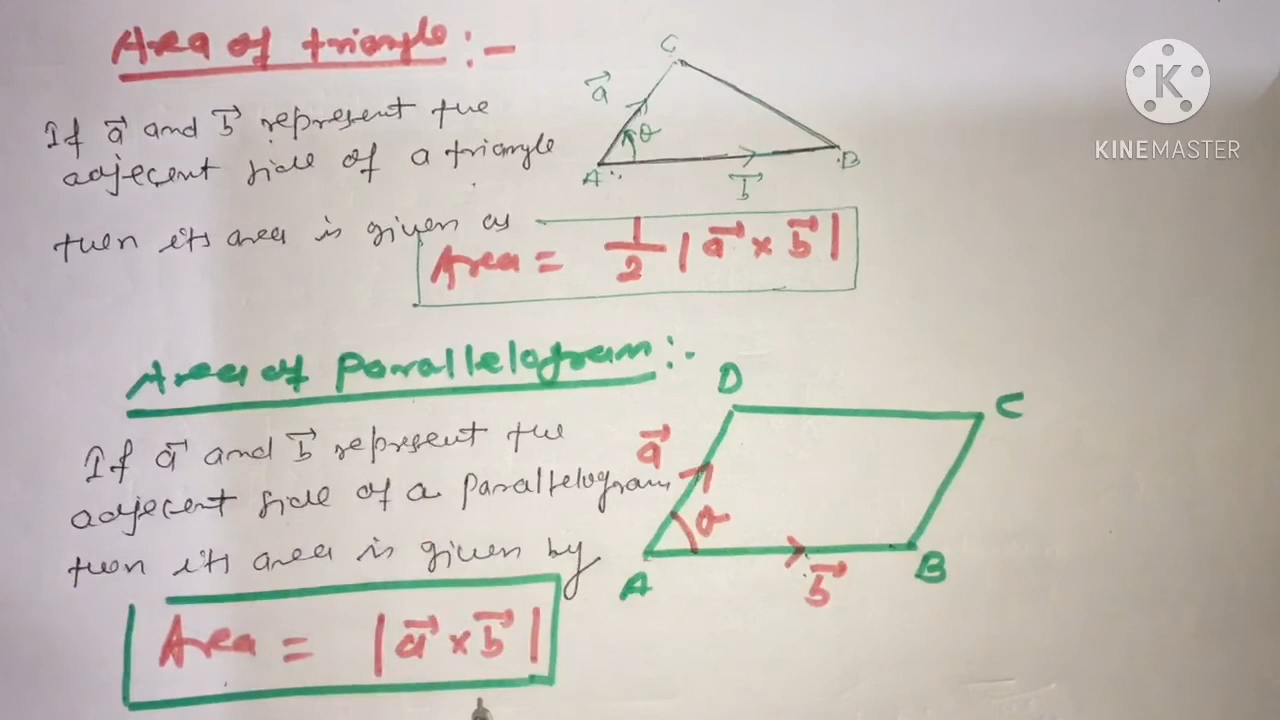 Area of triangle :-
If a⃗ and b⃗ represent the
adjecent side of a triangle
then its area is given as
Area = 1/2 |a⃗ × b⃗|
C
a⃗
θ
A
b⃗
B
K
KINEMASTER
Area of Parallelogram :-
If a⃗ and b⃗ represent the
adjecent side of a parallelogram
then its area is given by
Area = |a⃗ × b⃗|
D
C
a⃗
θ
A
b⃗
B